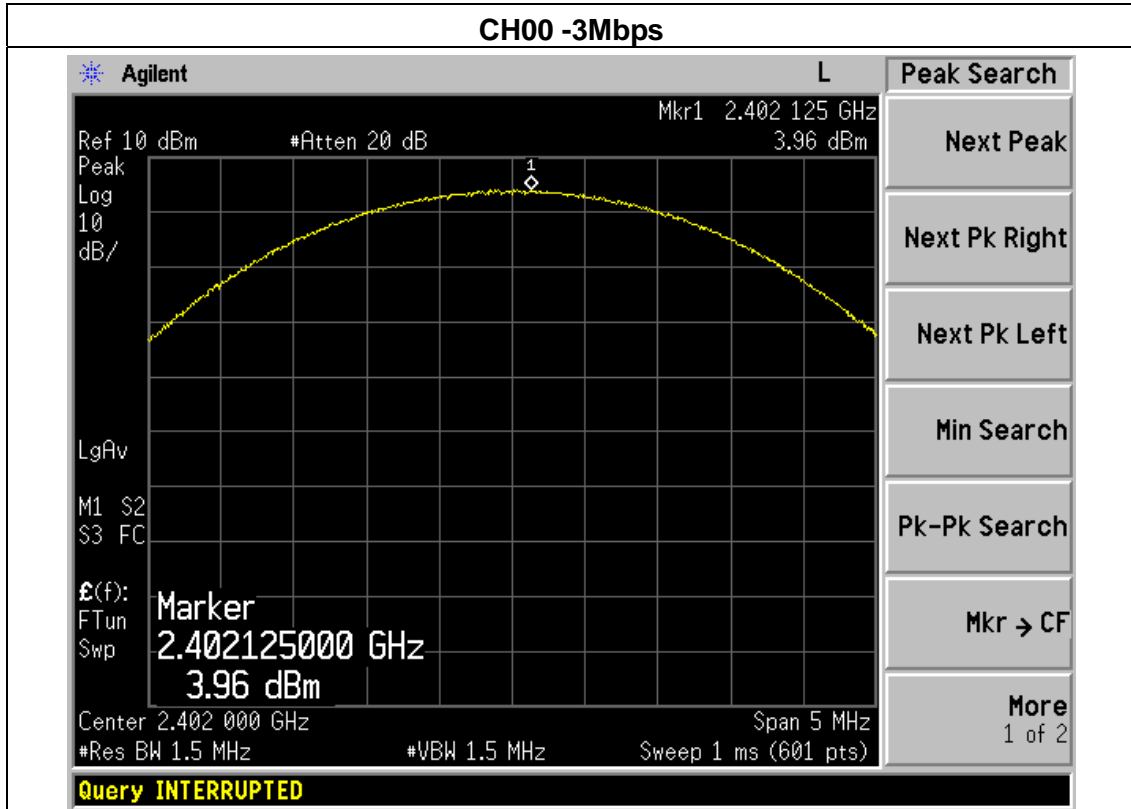 CH00 -3Mbps
Agilent L Peak Search
Mkr1 2.402 125 GHz
Ref 10 dBm #Atten 20 dB 3.96 dBm
Next Peak
Peak
Log
10
dB/
1
Next Pk Right
Next Pk Left
Min Search
LgAv
M1 S2
S3 FC
Pk-Pk Search
£(f):
FTun
Swp
Marker
2.402125000 GHz
3.96 dBm
Mkr → CF
Center 2.402 000 GHz Span 5 MHz
#Res BW 1.5 MHz #VBW 1.5 MHz Sweep 1 ms (601 pts)
More
1 of 2
Query INTERRUPTED